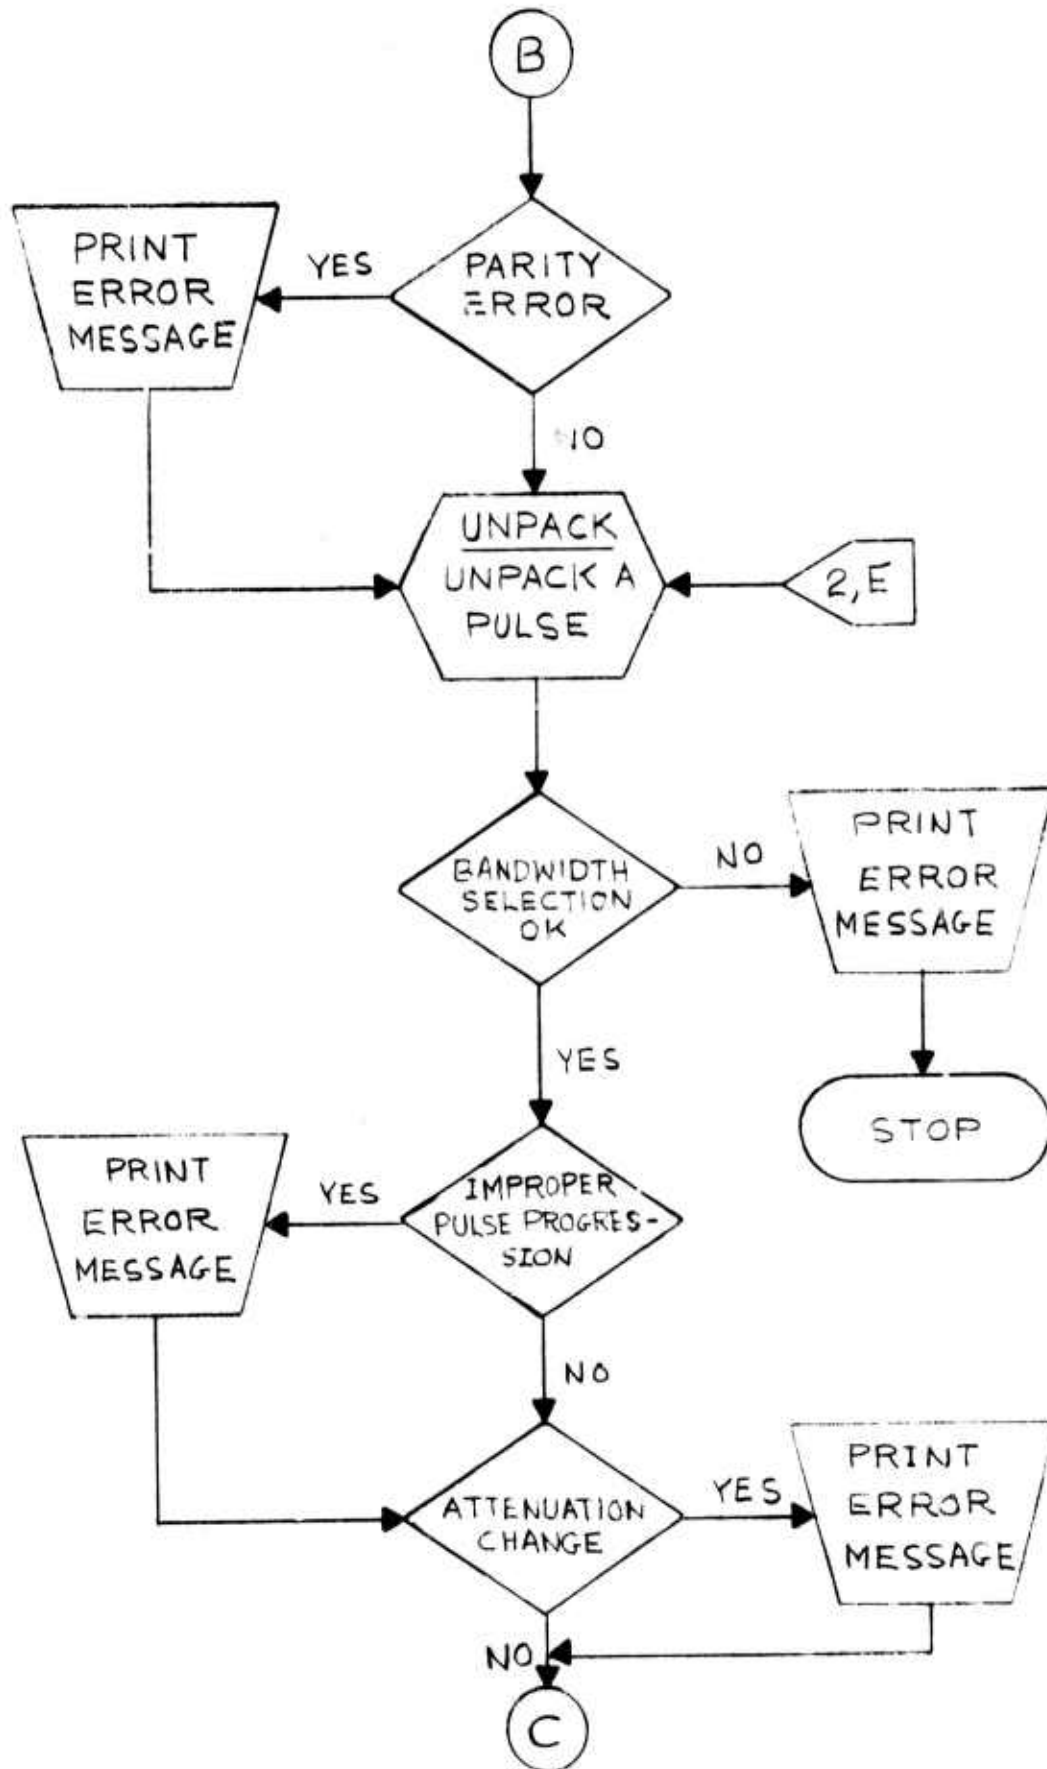 B
PRINT
ERROR
MESSAGE
YES
PARITY
ERROR
NO
UNPACK
UNPACK A
PULSE
2,E
BANDWIDTH
SELECTION
OK
NO
PRINT
ERROR
MESSAGE
YES
STOP
PRINT
ERROR
MESSAGE
YES
IMPROPER
PULSE PROGRES-
SION
NO
ATTENUATION
CHANGE
YES
PRINT
ERROR
MESSAGE
NO
C